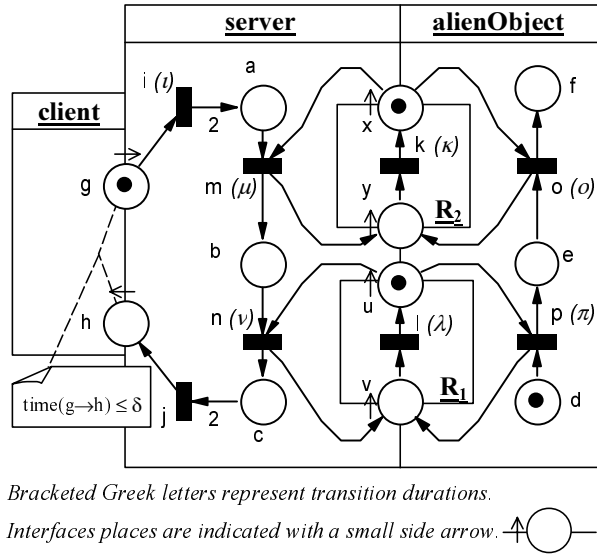 server
alienObject
client
i (ι)
a
2
f
x
k (κ)
m (μ)
o (ο)
g
y
R2
b
e
n (ν)
u
l (λ)
p (π)
h
time(g→h) ≤ δ
j
2
c
v
R1
d
Bracketed Greek letters represent transition durations.
Interfaces places are indicated with a small side arrow.